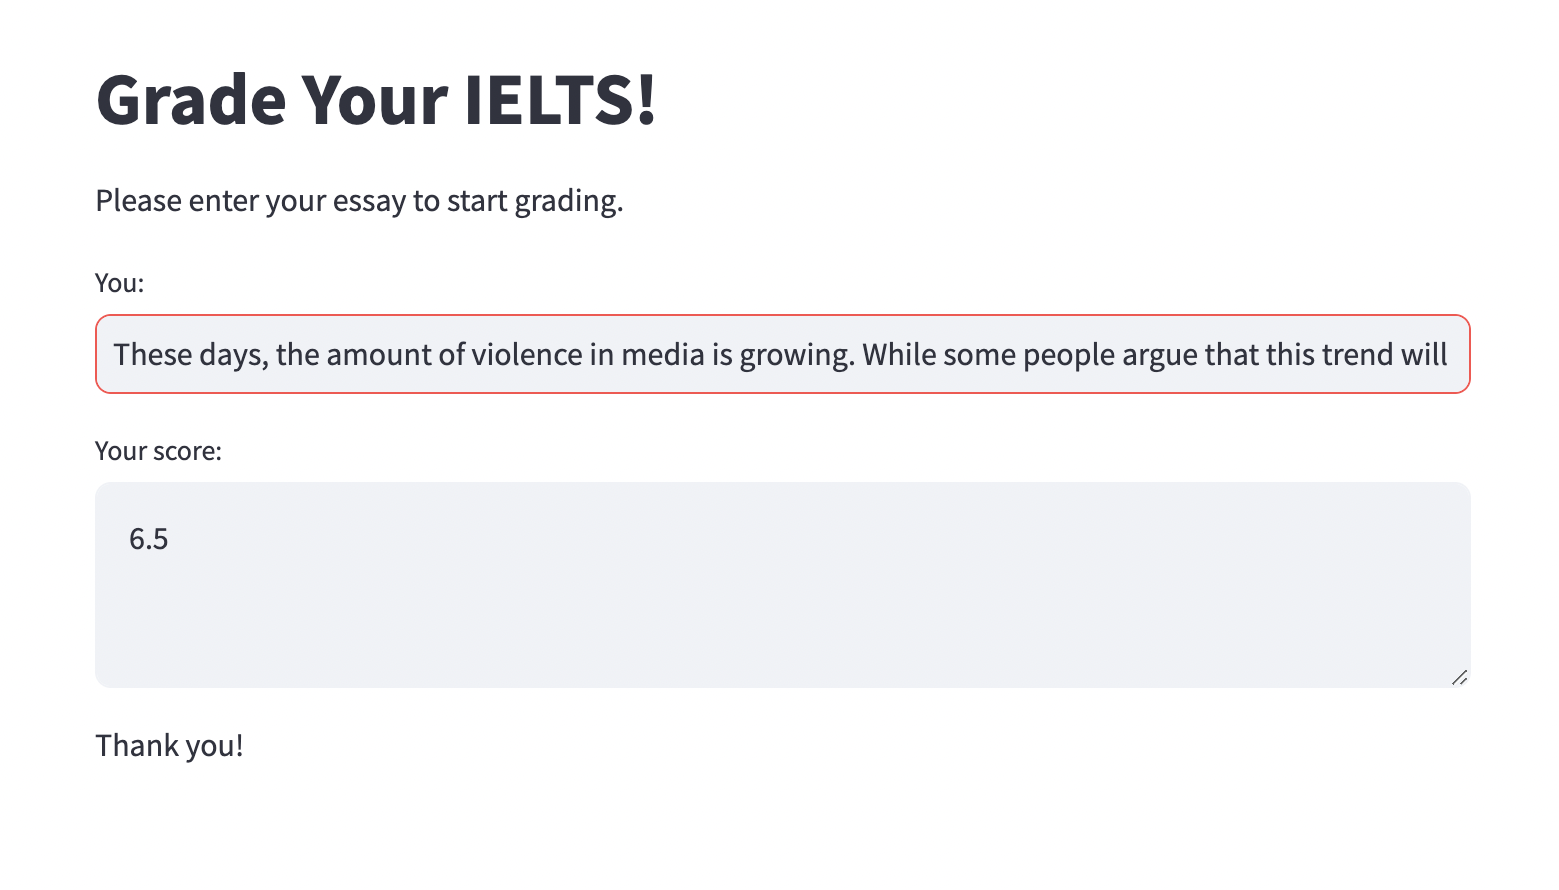 Grade Your IELTS!
Please enter your essay to start grading.
You:
These days, the amount of violence in media is growing. While some people argue that this trend will
Your score:
6.5
Thank you!